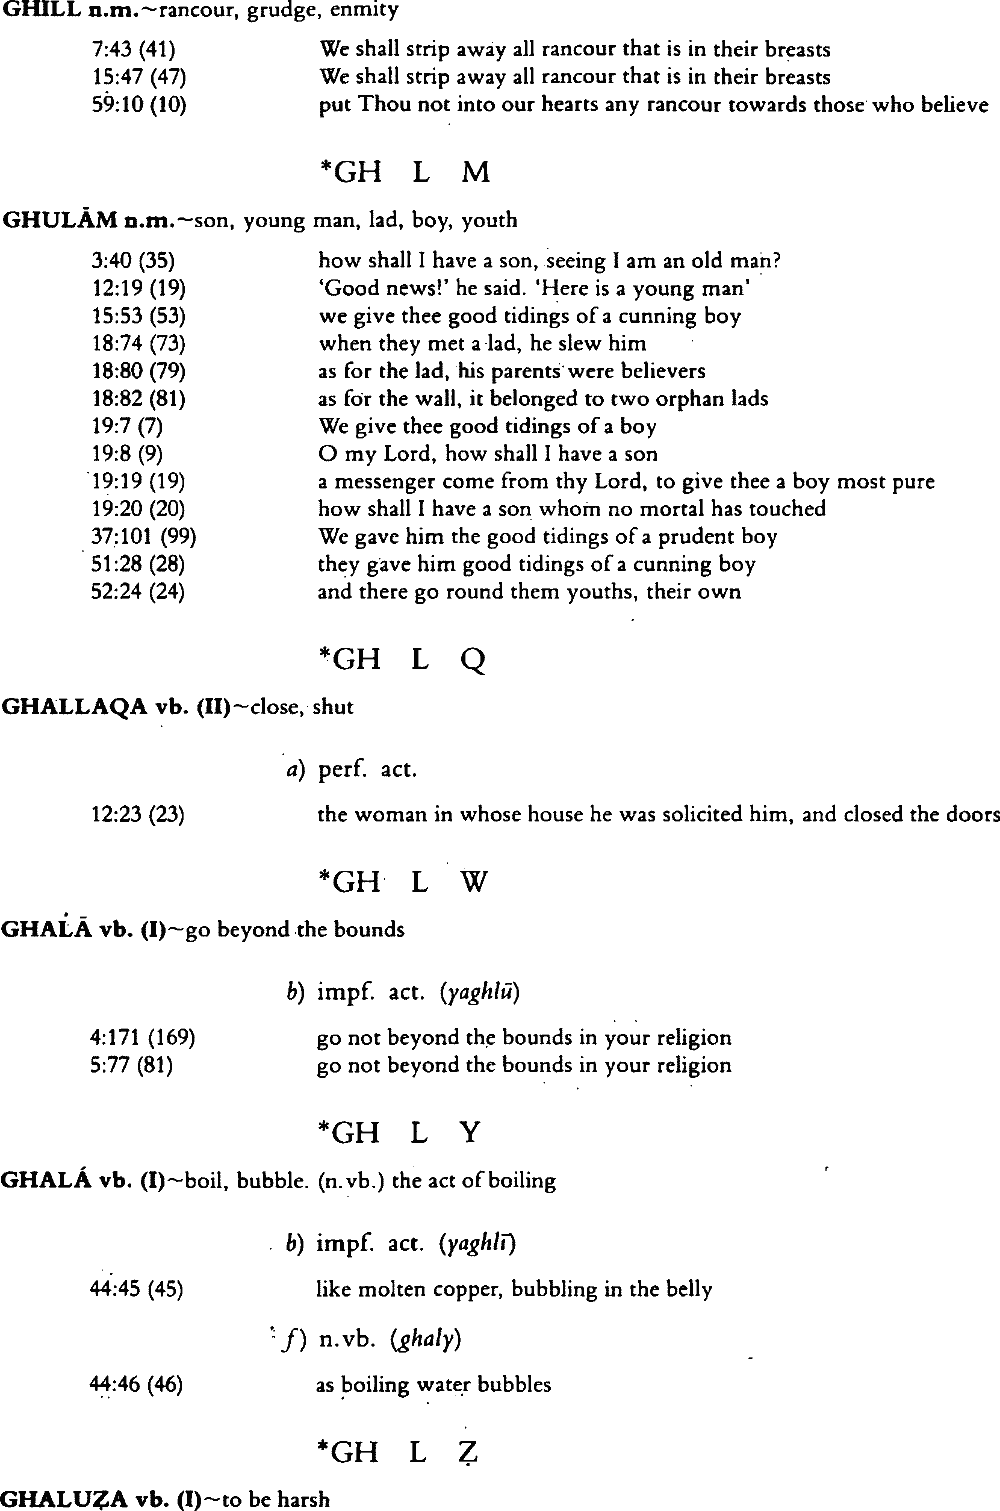 GHILL n.m.~rancour, grudge, enmity
7:43 (41) We shall strip away all rancour that is in their breasts
15:47 (47) We shall strip away all rancour that is in their breasts
59:10 (10) put Thou not into our hearts any rancour towards those who believe
*GH L M
GHULĀM n.m.~son, young man, lad, boy, youth
3:40 (35) how shall I have a son, seeing I am an old man?
12:19 (19) ‘Good news!’ he said. ‘Here is a young man’
15:53 (53) we give thee good tidings of a cunning boy
18:74 (73) when they met a lad, he slew him
18:80 (79) as for the lad, his parents were believers
18:82 (81) as for the wall, it belonged to two orphan lads
19:7 (7) We give thee good tidings of a boy
19:8 (9) O my Lord, how shall I have a son
19:19 (19) a messenger come from thy Lord, to give thee a boy most pure
19:20 (20) how shall I have a son whom no mortal has touched
37:101 (99) We gave him the good tidings of a prudent boy
51:28 (28) they gave him good tidings of a cunning boy
52:24 (24) and there go round them youths, their own
*GH L Q
GHALLAQA vb. (II)~close, shut
a) perf. act.
12:23 (23) the woman in whose house he was solicited him, and closed the doors
*GH L W
GHALĀ vb. (I)~go beyond the bounds
b) impf. act. (yaghlū)
4:171 (169) go not beyond the bounds in your religion
5:77 (81) go not beyond the bounds in your religion
*GH L Y
GHALÁ vb. (I)~boil, bubble. (n.vb.) the act of boiling
b) impf. act. (yaghlī)
44:45 (45) like molten copper, bubbling in the belly
f) n.vb. (ghaly)
44:46 (46) as boiling water bubbles
*GH L Ẓ
GHALUẒA vb. (I)~to be harsh